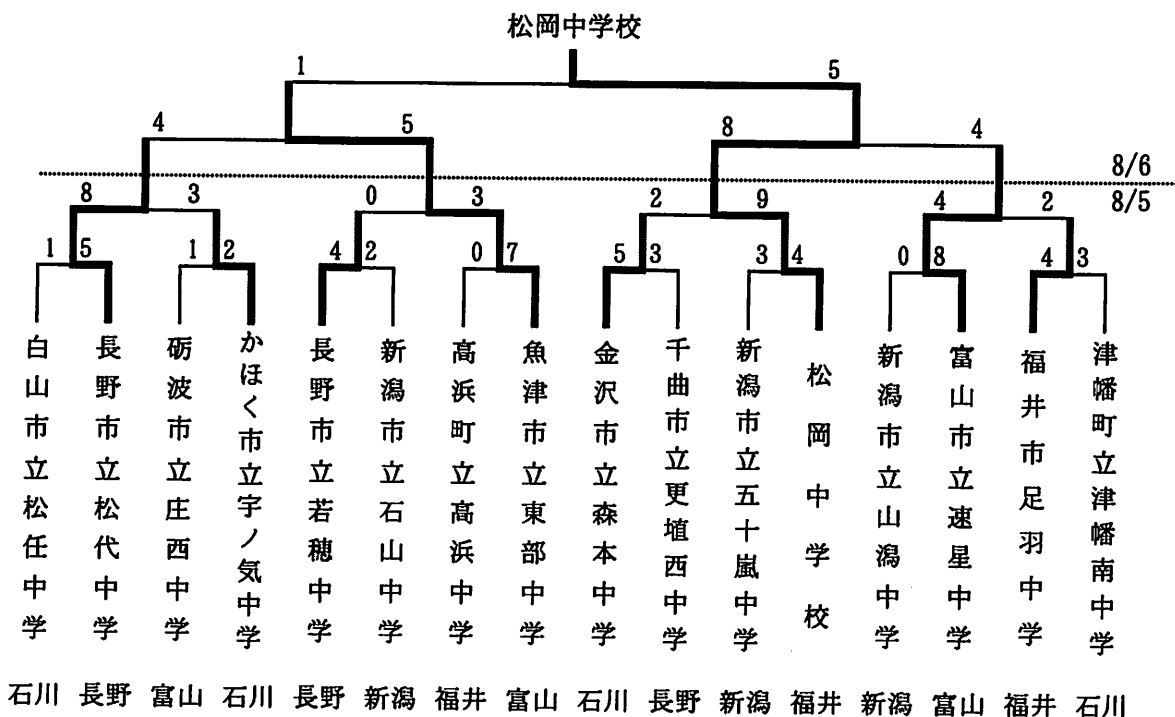 松岡中学校
1 5
4 5 8 4
8/6
8 3 0 3 2 9 4 2 8/5
1 5 1 2 4 2 0 7 5 3 3 4 0 8 4 3
白山市立松任中学
長野市立松代中学
砺波市立庄西中学
かほく市立宇ノ気中学
長野市立若穂中学
新潟市立石山中学
高浜町立高浜中学
魚津市立東部中学
金沢市立森本中学
千曲市立更埴西中学
新潟市立五十嵐中学
松岡中学校
新潟市立山潟中学
富山市立速星中学
福井市足羽中学
津幡町立津幡南中学
石川 長野 富山 石川 長野 新潟 福井 富山 石川 長野 新潟 福井 新潟 富山 福井 石川